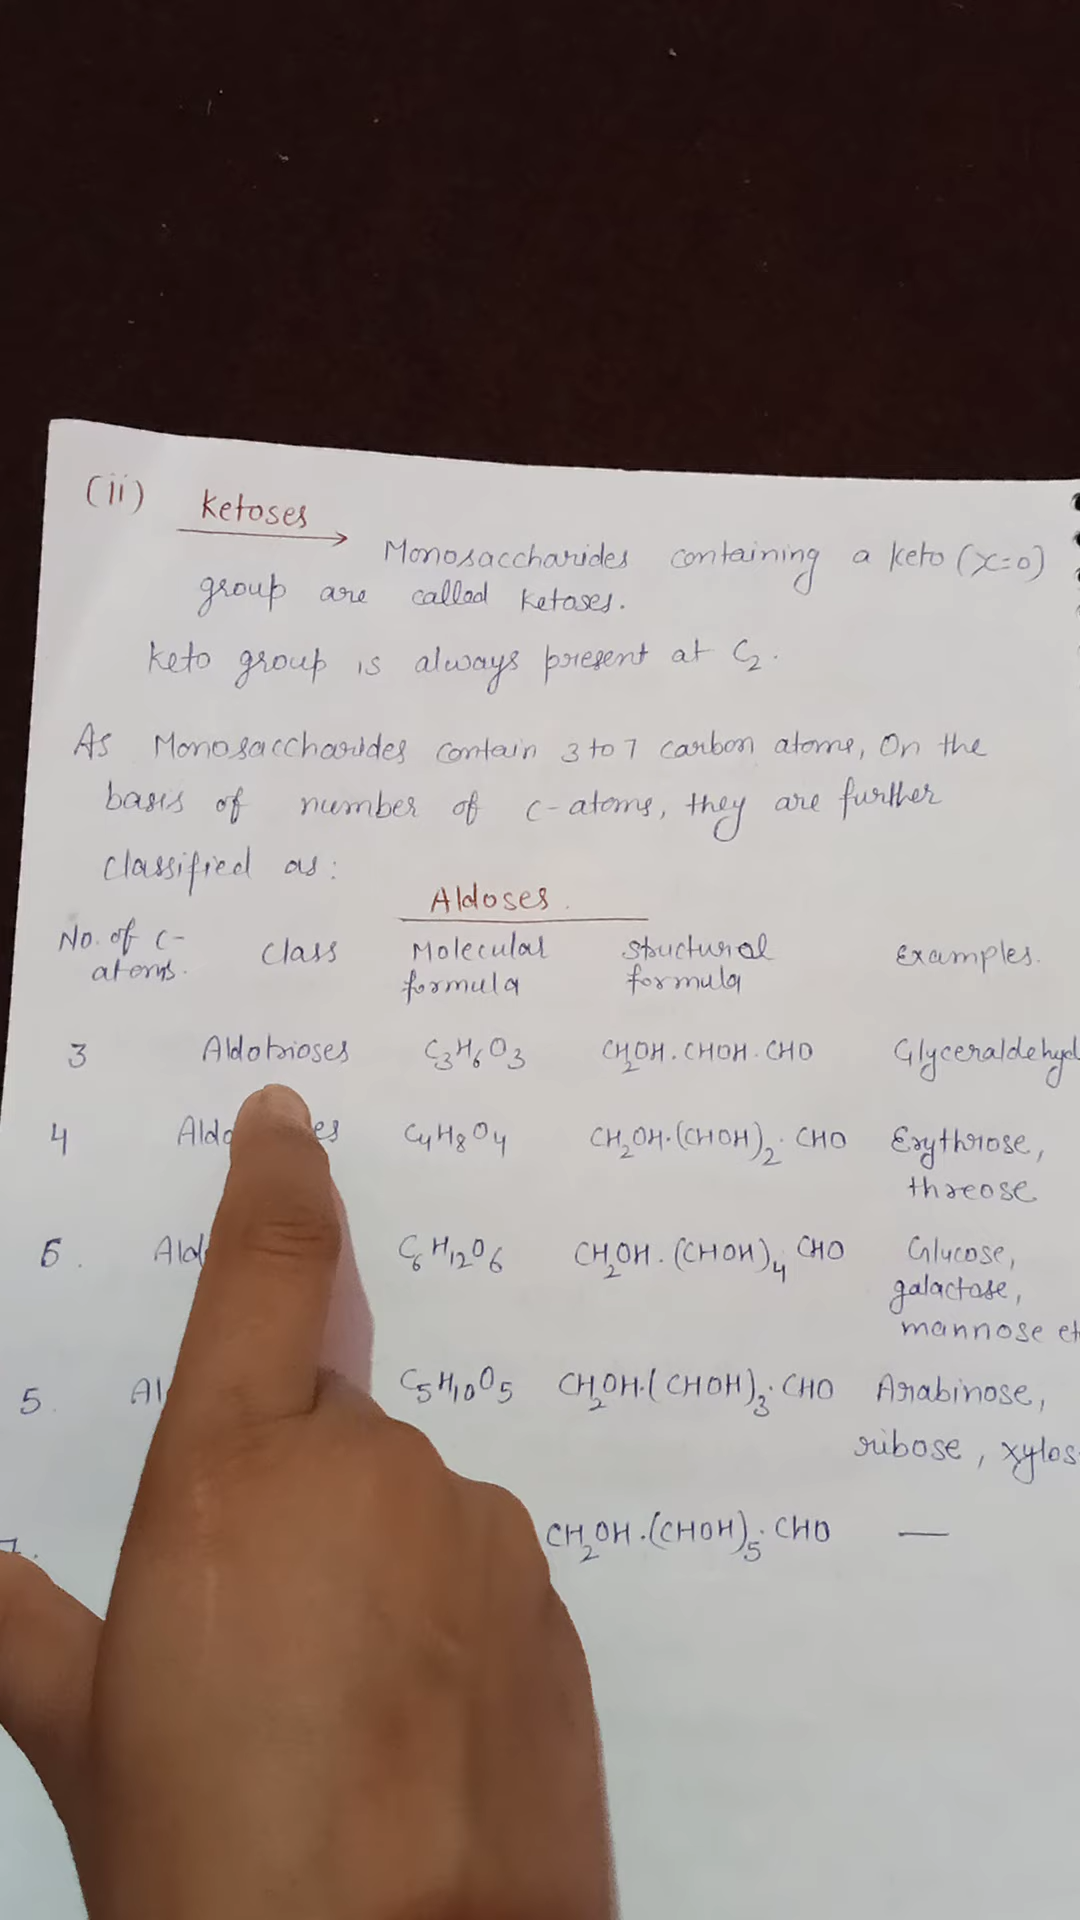 (ii) Ketoses
Monosaccharides containing a keto (>C=O)
group are called Ketoses.
Keto group is always present at C2.
As Monosaccharides contain 3 to 7 carbon atoms, On the
basis of number of C-atoms, they are further
classified as:
Aldoses.
No. of C-atoms. Class Molecular formula Structural formula Examples.
3 Aldotrioses C3H6O3 CH2OH.CHOH.CHO Glyceraldehyd
4 C4H8O4 CH2OH.(CHOH)2.CHO Erythrose,
threose
6. C6H12O6 CH2OH.(CHOH)4 CHO Glucose,
galactose,
mannose et
5. C5H10O5 CH2OH.(CHOH)3.CHO Arabinose,
ribose, xylos
7. CH2OH.(CHOH)5.CHO —